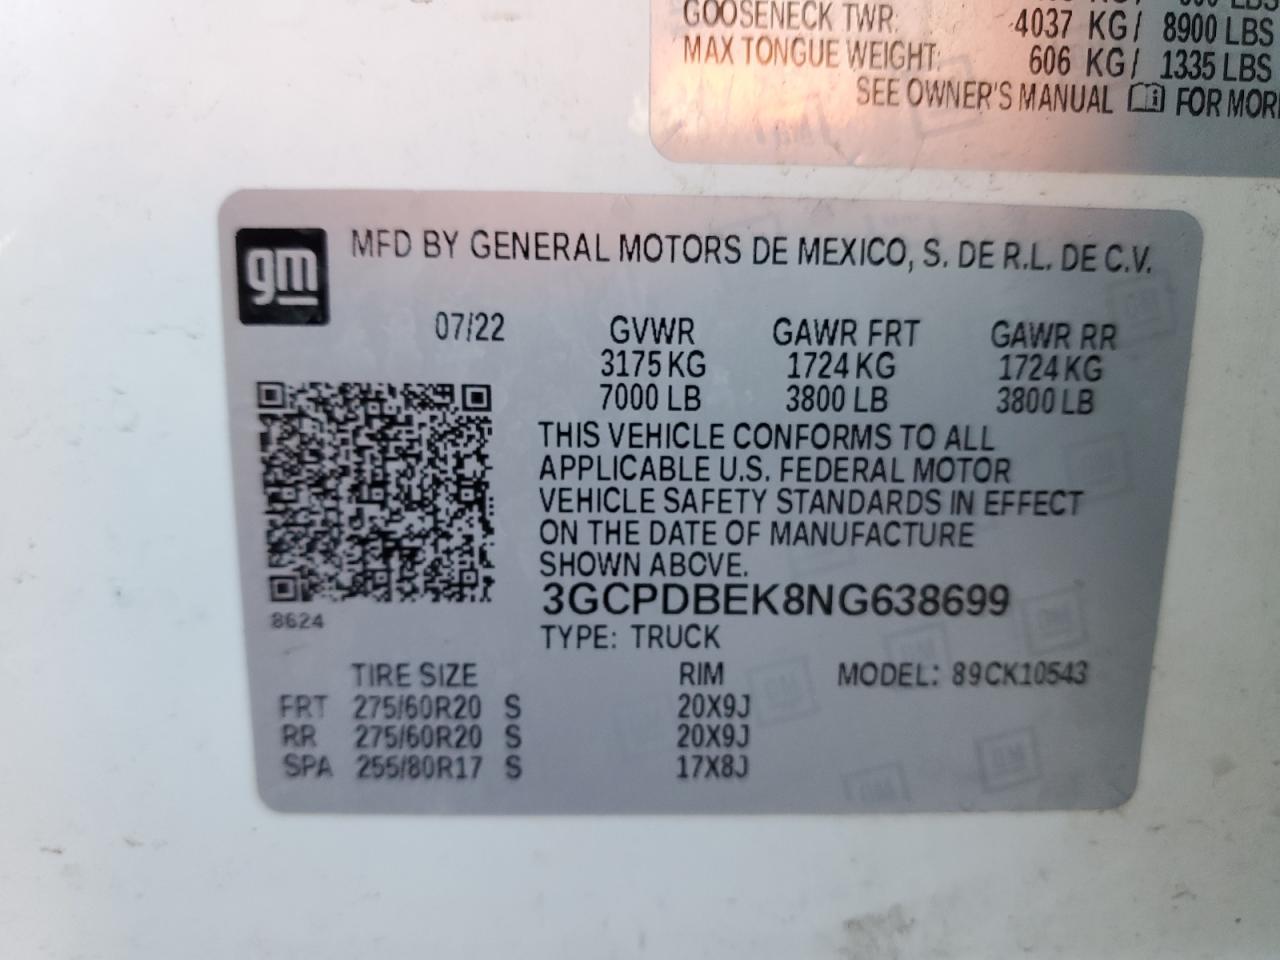 GOOSENECK TWR: 4037 KG/ 8900 LBS
MAX TONGUE WEIGHT: 606 KG/ 1335 LBS
SEE OWNER'S MANUAL FOR
gm
MFD BY GENERAL MOTORS DE MEXICO, S. DE R.L. DE C.V.
07/22 GVWR GAWR FRT GAWR RR
3175 KG 1724 KG 1724 KG
7000 LB 3800 LB 3800 LB
THIS VEHICLE CONFORMS TO ALL
APPLICABLE U.S. FEDERAL MOTOR
VEHICLE SAFETY STANDARDS IN EFFECT
ON THE DATE OF MANUFACTURE
SHOWN ABOVE.
3GCPDBEK8NG638699
8624
TYPE: TRUCK
TIRE SIZE RIM MODEL: 89CK10543
FRT 275/60R20 S 20X9J
RR 275/60R20 S 20X9J
SPA 255/80R17 S 17X8J